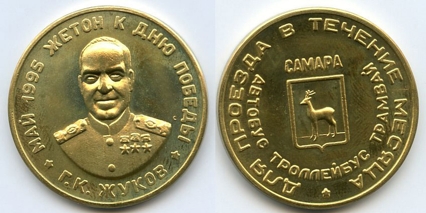 МАЙ 1995 ЖЕТОН К ДНЮ ПОБЕДЫ
Г.К. ЖУКОВ
ДЛЯ ПРОЕЗДА В ТЕЧЕНИЕ МЕСЯЦА
САМАРА
АВТОБУС ТРОЛЛЕЙБУС ТРАМВАЙ